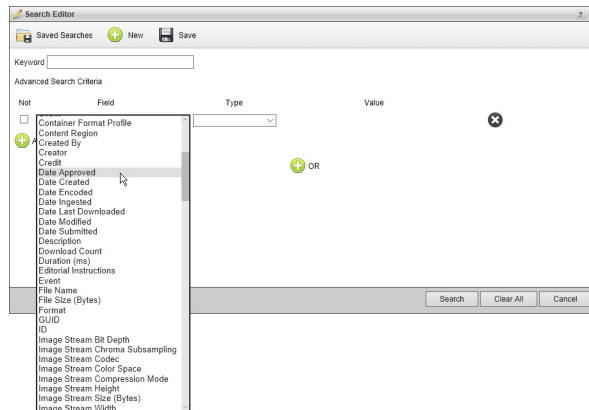 Search Editor
?
Saved Searches New Save
Keyword
Advanced Search Criteria
Not Field Type Value
Container Format Profile
Content Region
Created By
Creator
Credit
Date Approved
OR
Date Created
Date Encoded
Date Ingested
Date Last Downloaded
Date Modified
Date Submitted
Description
Download Count
Duration (ms)
Editorial Instructions
Event
File Name
File Size (Bytes)
Search Clear All Cancel
Format
GUID
ID
Image Stream Bit Depth
Image Stream Chroma Subsampling
Image Stream Codec
Image Stream Color Space
Image Stream Compression Mode
Image Stream Height
Image Stream Size (Bytes)
Image Stream Width